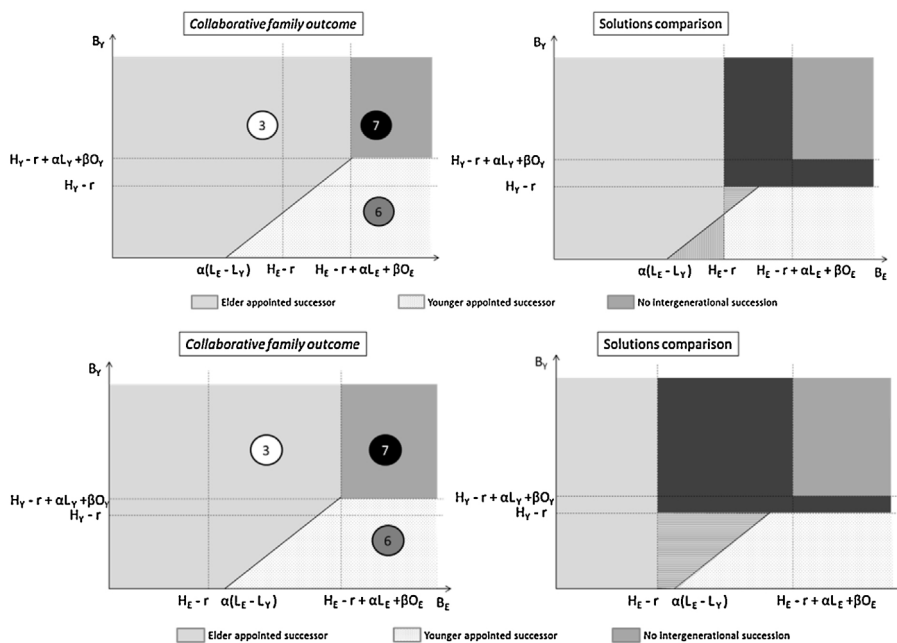 Collaborative family outcome
Solutions comparison
B_Y
B_Y
3
7
H_Y - r + αL_Y +βO_Y
H_Y - r
6
H_Y - r + αL_Y +βO_Y
H_Y - r
α(L_E - L_Y) H_E - r H_E - r + αL_E + βO_E
α(L_E - L_Y) H_E - r H_E - r + αL_E + βO_E B_E
Elder appointed successor Younger appointed successor No intergenerational succession
Collaborative family outcome
Solutions comparison
B_Y
B_Y
3
7
H_Y - r + αL_Y +βO_Y
H_Y - r
6
H_Y - r + αL_Y +βO_Y
H_Y - r
H_E - r α(L_E - L_Y) H_E - r + αL_E + βO_E B_E
H_E - r α(L_E - L_Y) H_E - r + αL_E +βO_E
Elder appointed successor Younger appointed successor No intergenerational succession